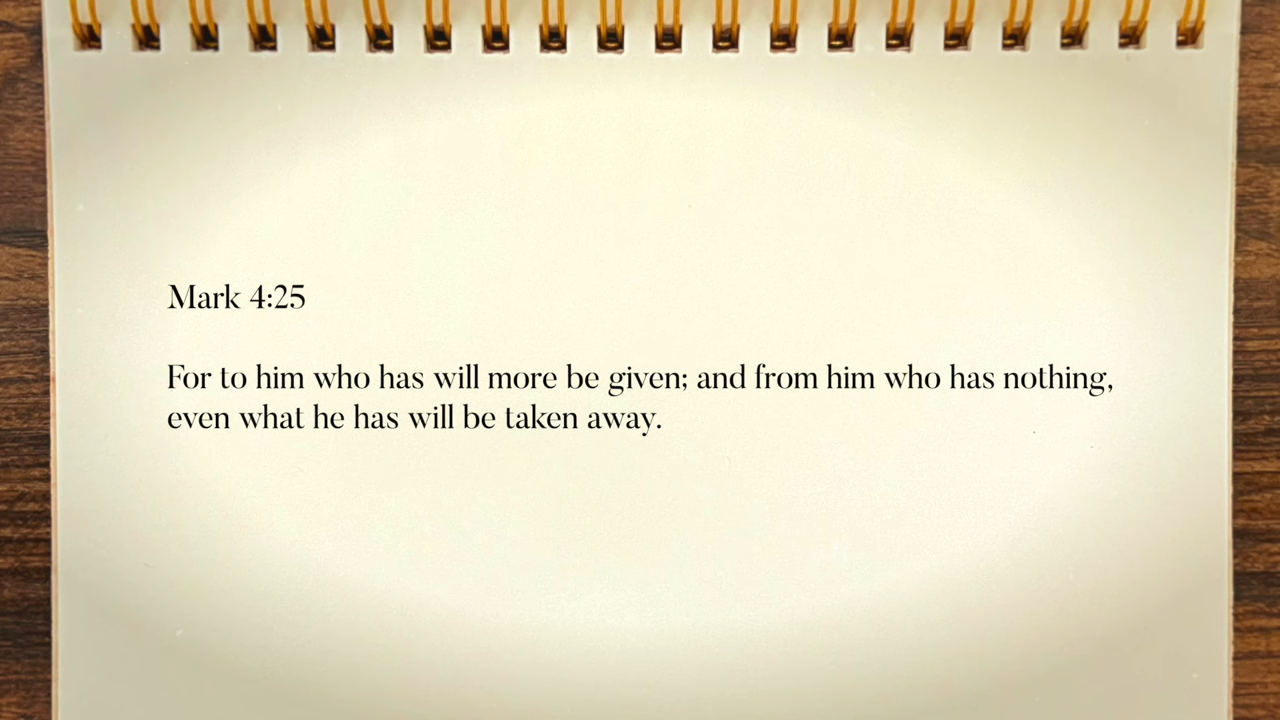 Mark 4:25
For to him who has will more be given; and from him who has nothing,
even what he has will be taken away.